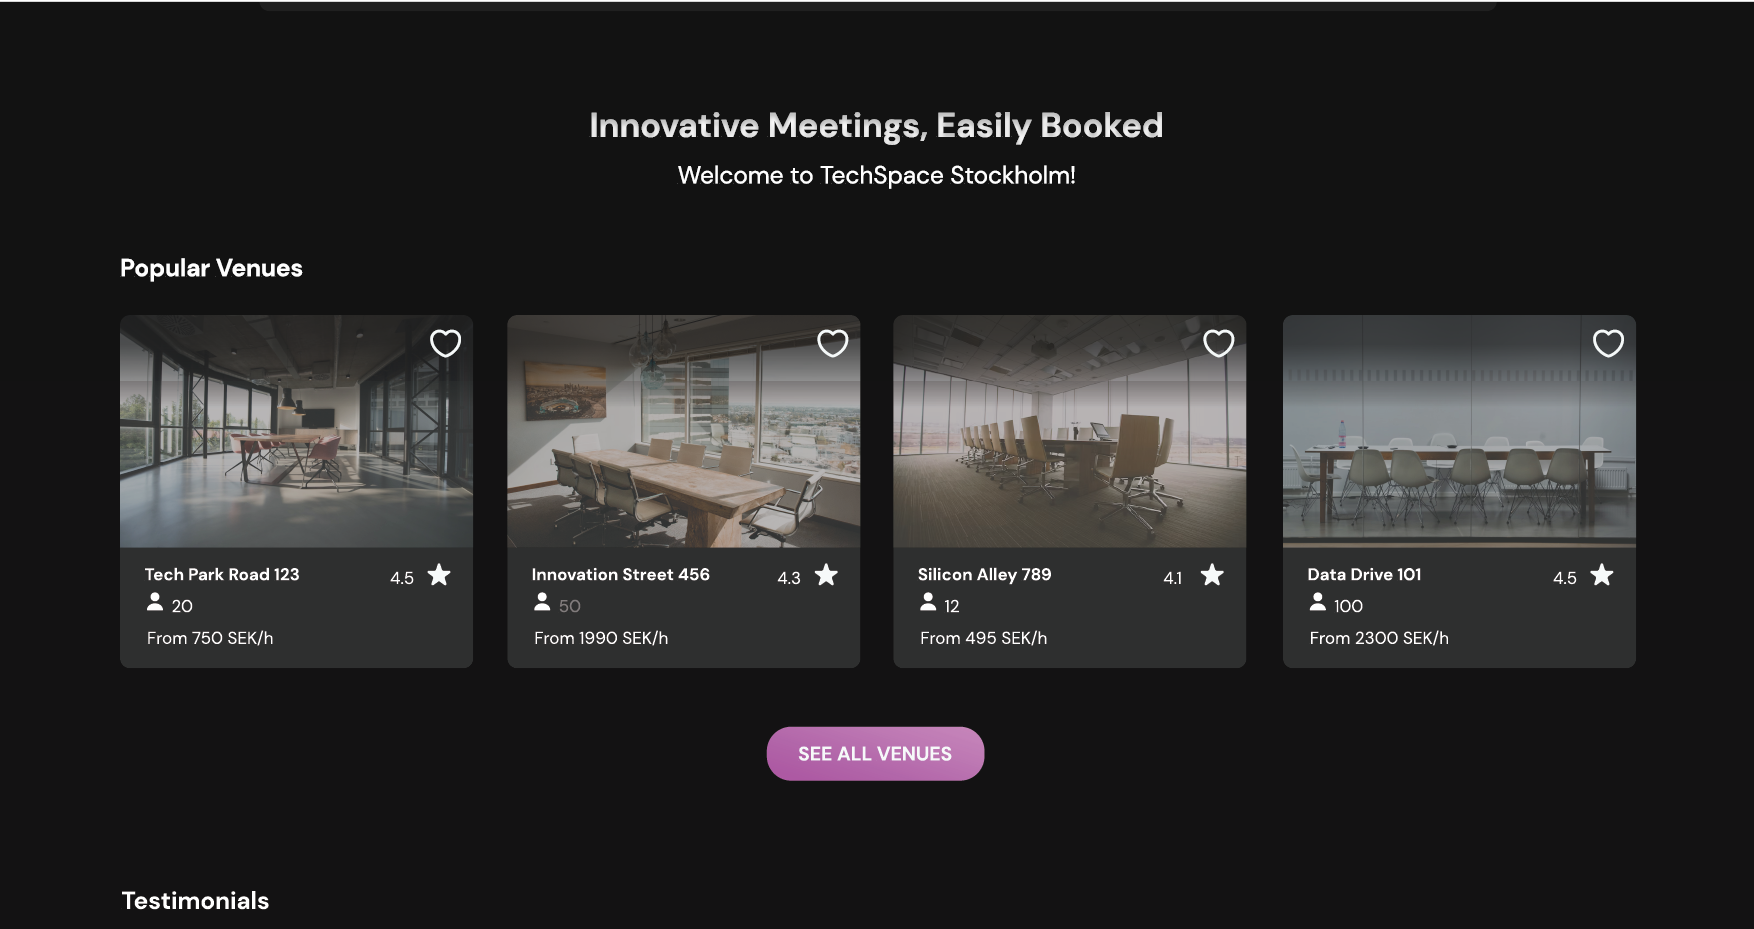 Innovative Meetings, Easily Booked
Welcome to TechSpace Stockholm!
Popular Venues
Tech Park Road 123
4.5
20
From 750 SEK/h
Innovation Street 456
4.3
50
From 1990 SEK/h
Silicon Alley 789
4.1
12
From 495 SEK/h
Data Drive 101
4.5
100
From 2300 SEK/h
SEE ALL VENUES
Testimonials